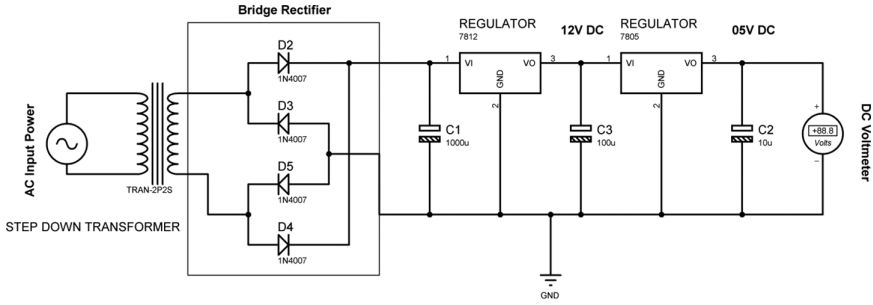 Bridge Rectifier
REGULATOR
7812
12V DC
REGULATOR
7805
05V DC
D2
1N4007
D3
1N4007
D5
1N4007
D4
1N4007
1
VI
VO
3
GND
2
1
VI
VO
3
GND
2
C1
1000u
C3
100u
C2
10u
+
+88.8
Volts
−
DC Voltmeter
AC Input Power
TRAN-2P2S
STEP DOWN TRANSFORMER
GND